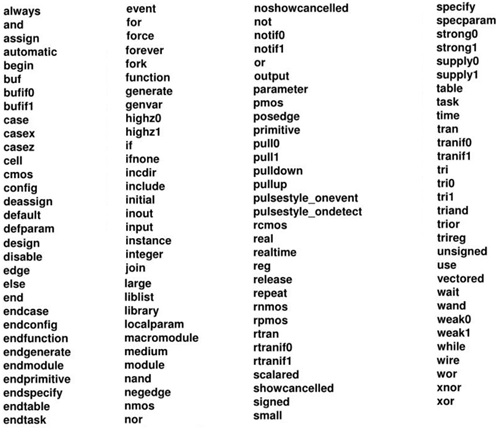 always
and
assign
automatic
begin
buf
bufif0
bufif1
case
casex
casez
cell
cmos
config
deassign
default
defparam
design
disable
edge
else
end
endcase
endconfig
endfunction
endgenerate
endmodule
endprimitive
endspecify
endtable
endtask
event
for
force
forever
fork
function
generate
genvar
highz0
highz1
if
ifnone
incdir
include
initial
inout
input
instance
integer
join
large
liblist
library
localparam
macromodule
medium
module
nand
negedge
nmos
nor
noshowcancelled
not
notif0
notif1
or
output
parameter
pmos
posedge
primitive
pull0
pull1
pulldown
pullup
pulsestyle_onevent
pulsestyle_ondetect
rcmos
real
realtime
reg
release
repeat
rnmos
rpmos
rtran
rtranif0
rtranif1
scalared
showcancelled
signed
small
specify
specparam
strong0
strong1
supply0
supply1
table
task
time
tran
tranif0
tranif1
tri
tri0
tri1
triand
trior
trireg
unsigned
use
vectored
wait
wand
weak0
weak1
while
wire
wor
xnor
xor